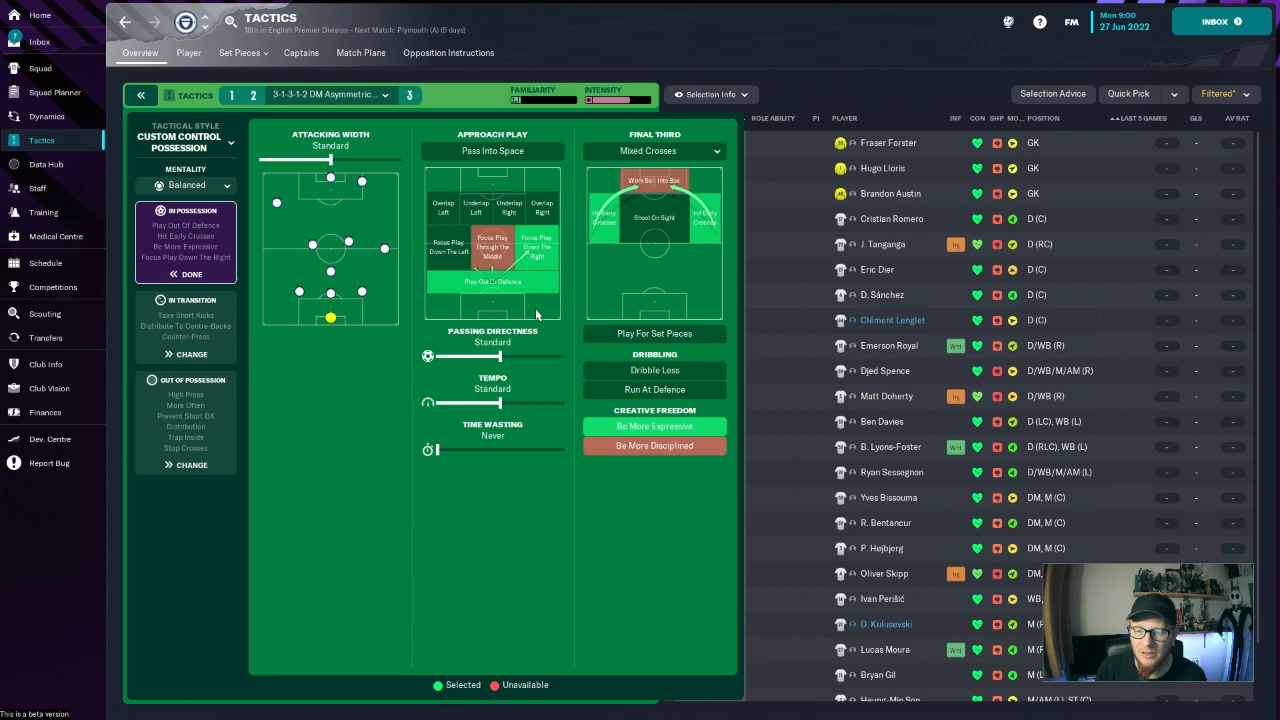 Home
TACTICS
18th in English Premier Division - Next Match: Plymouth (A) (5 days)
FM
Mon 9:00
27 Jun 2022
INBOX
7
Inbox
Overview
Player
Set Pieces
Captains
Match Plans
Opposition Instructions
Squad
Squad Planner
Dynamics
Tactics
Data Hub
Staff
Training
Medical Centre
Schedule
Competitions
Scouting
Transfers
Club Info
Club Vision
Finances
Dev. Centre
Report Bug
This is a beta version
TACTICS
1
2
3-1-3-1-2 DM Asymmetric...
3
FAMILIARITY
INTENSITY
Selection Info
Selection Advice
Quick Pick
Filtered*
TACTICAL STYLE
CUSTOM CONTROL
POSSESSION
MENTALITY
Balanced
IN POSSESSION
Play Out Of Defence
Hit Early Crosses
Be More Expressive
Focus Play Down The Right
DONE
IN TRANSITION
Take Short Kicks
Distribute To Centre-Backs
Counter-Press
CHANGE
OUT OF POSSESSION
High Press
More Often
Prevent Short GK
Distribution
Trap Inside
Stop Crosses
CHANGE
ATTACKING WIDTH
Standard
APPROACH PLAY
Pass Into Space
Overlap Left
Underlap Left
Underlap Right
Overlap Right
Focus Play Down The Left
Focus Play Through The Middle
Focus Play Down The Right
Play Out Of Defence
PASSING DIRECTNESS
Standard
TEMPO
Standard
TIME WASTING
Never
FINAL THIRD
Mixed Crosses
Work Ball Into Box
Hit Early Crosses
Shoot On Sight
Hit Early Crosses
Play For Set Pieces
DRIBBLING
Dribble Less
Run At Defence
CREATIVE FREEDOM
Be More Expressive
Be More Disciplined
Selected
Unavailable
ROLE ABILITY PI PLAYER INF CON SHP MO... POSITION LAST 5 GAMES GLS AV RAT
Fraser Forster GK - - -
Hugo Lloris GK - - -
Brandon Austin GK - - -
Cristian Romero D (C) - - -
J. Tanganga Inj D (RC) - - -
Eric Dier D (C) - - -
D. Sánchez D (C) - - -
Clément Lenglet D (C) - - -
Emerson Royal Wnt D/WB (R) - - -
Djed Spence D/WB/M/AM (R) - - -
Matt Doherty Inj D/WB (R) - - -
Ben Davies D (LC), WB (L) - - -
B. Lyons-Foster Wnt D (RLC), WB (L) - - -
Ryan Sessegnon D/WB/M/AM (L) - - -
Yves Bissouma DM, M (C) - - -
R. Bentancur DM, M (C) - - -
P. Højbjerg DM, M (C) - - -
Oliver Skipp Inj DM,
Ivan Perišić WB,
D. Kulusevski M (F
Lucas Moura Wnt M (F
Bryan Gil M (L
Heung-Min Son M/AM (L), ST (C) - - -